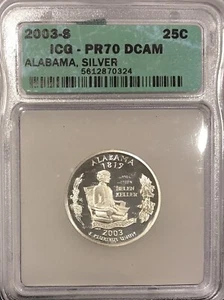 2003-S 25C
ICG - PR70 DCAM
ALABAMA, SILVER
5612870324
ALABAMA
1819
HELEN
KELLER
2003